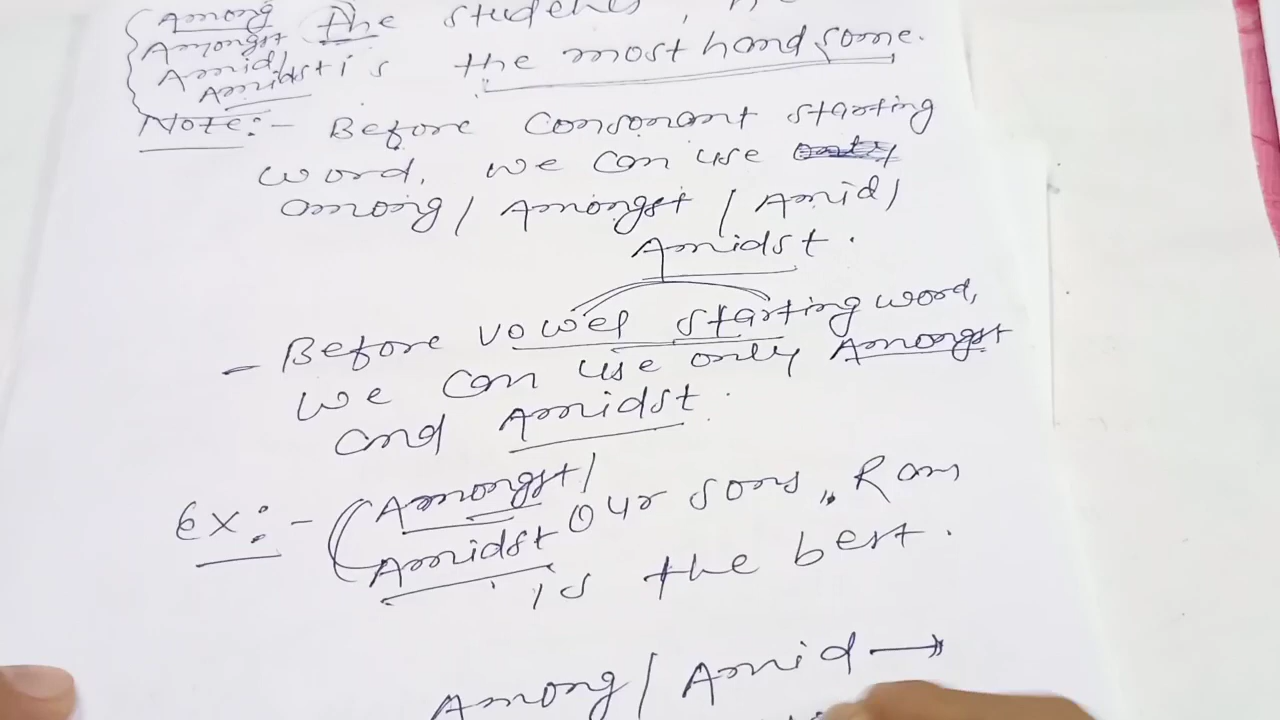 Among the students,
Amongst
Amid/
Amidst is the most handsome.
Note:- Before consonant starting
word, we can use
among/ Amongst / Amid/
Amidst.
- Before vowel starting word,
we can use only Amongst
and Amidst.
Ex:- (Amongst/
Amidst our sons, Ram
is the best.
Among/ Amid →